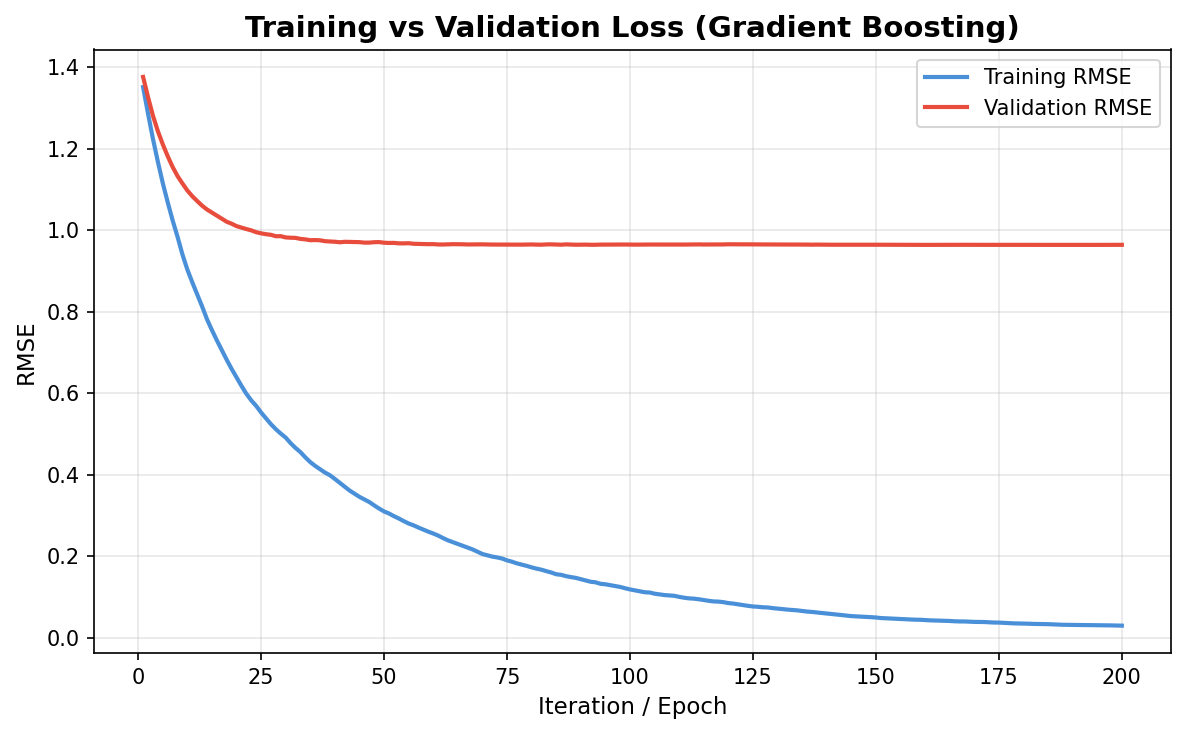 Training vs Validation Loss (Gradient Boosting)
Training RMSE
Validation RMSE
RMSE
1.4
1.2
1.0
0.8
0.6
0.4
0.2
0.0
0 25 50 75 100 125 150 175 200
Iteration / Epoch